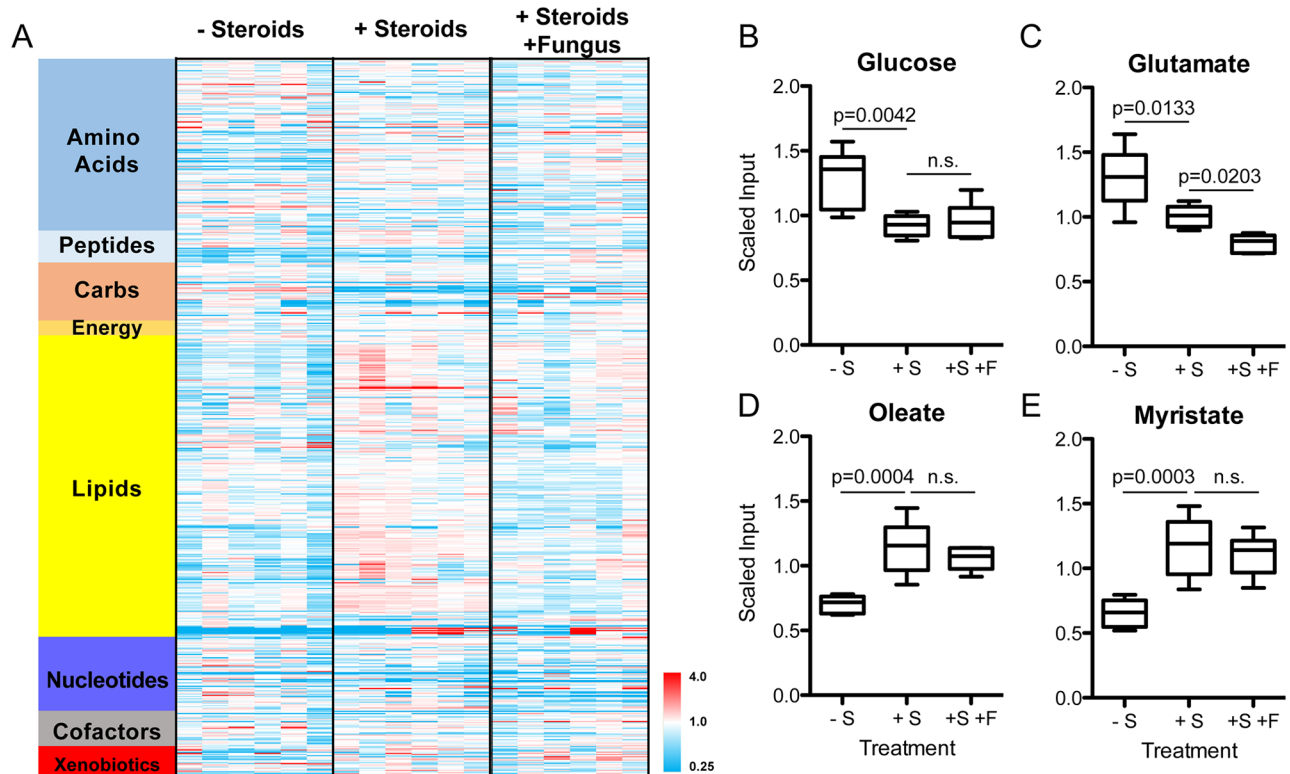 A
- Steroids
+ Steroids
+ Steroids
+Fungus
Amino
Acids
Peptides
Carbs
Energy
Lipids
Nucleotides
Cofactors
Xenobiotics
4.0
1.0
0.25
B
Glucose
2.0
1.5
1.0
0.5
0.0
Scaled Input
p=0.0042
n.s.
- S
+ S
+S +F
C
Glutamate
2.0
1.5
1.0
0.5
0.0
p=0.0133
p=0.0203
- S
+ S
+S +F
D
Oleate
2.0
1.5
1.0
0.5
0.0
Scaled Input
p=0.0004
n.s.
- S
+ S
+S +F
Treatment
E
Myristate
2.0
1.5
1.0
0.5
0.0
p=0.0003
n.s.
- S
+ S
+S +F
Treatment